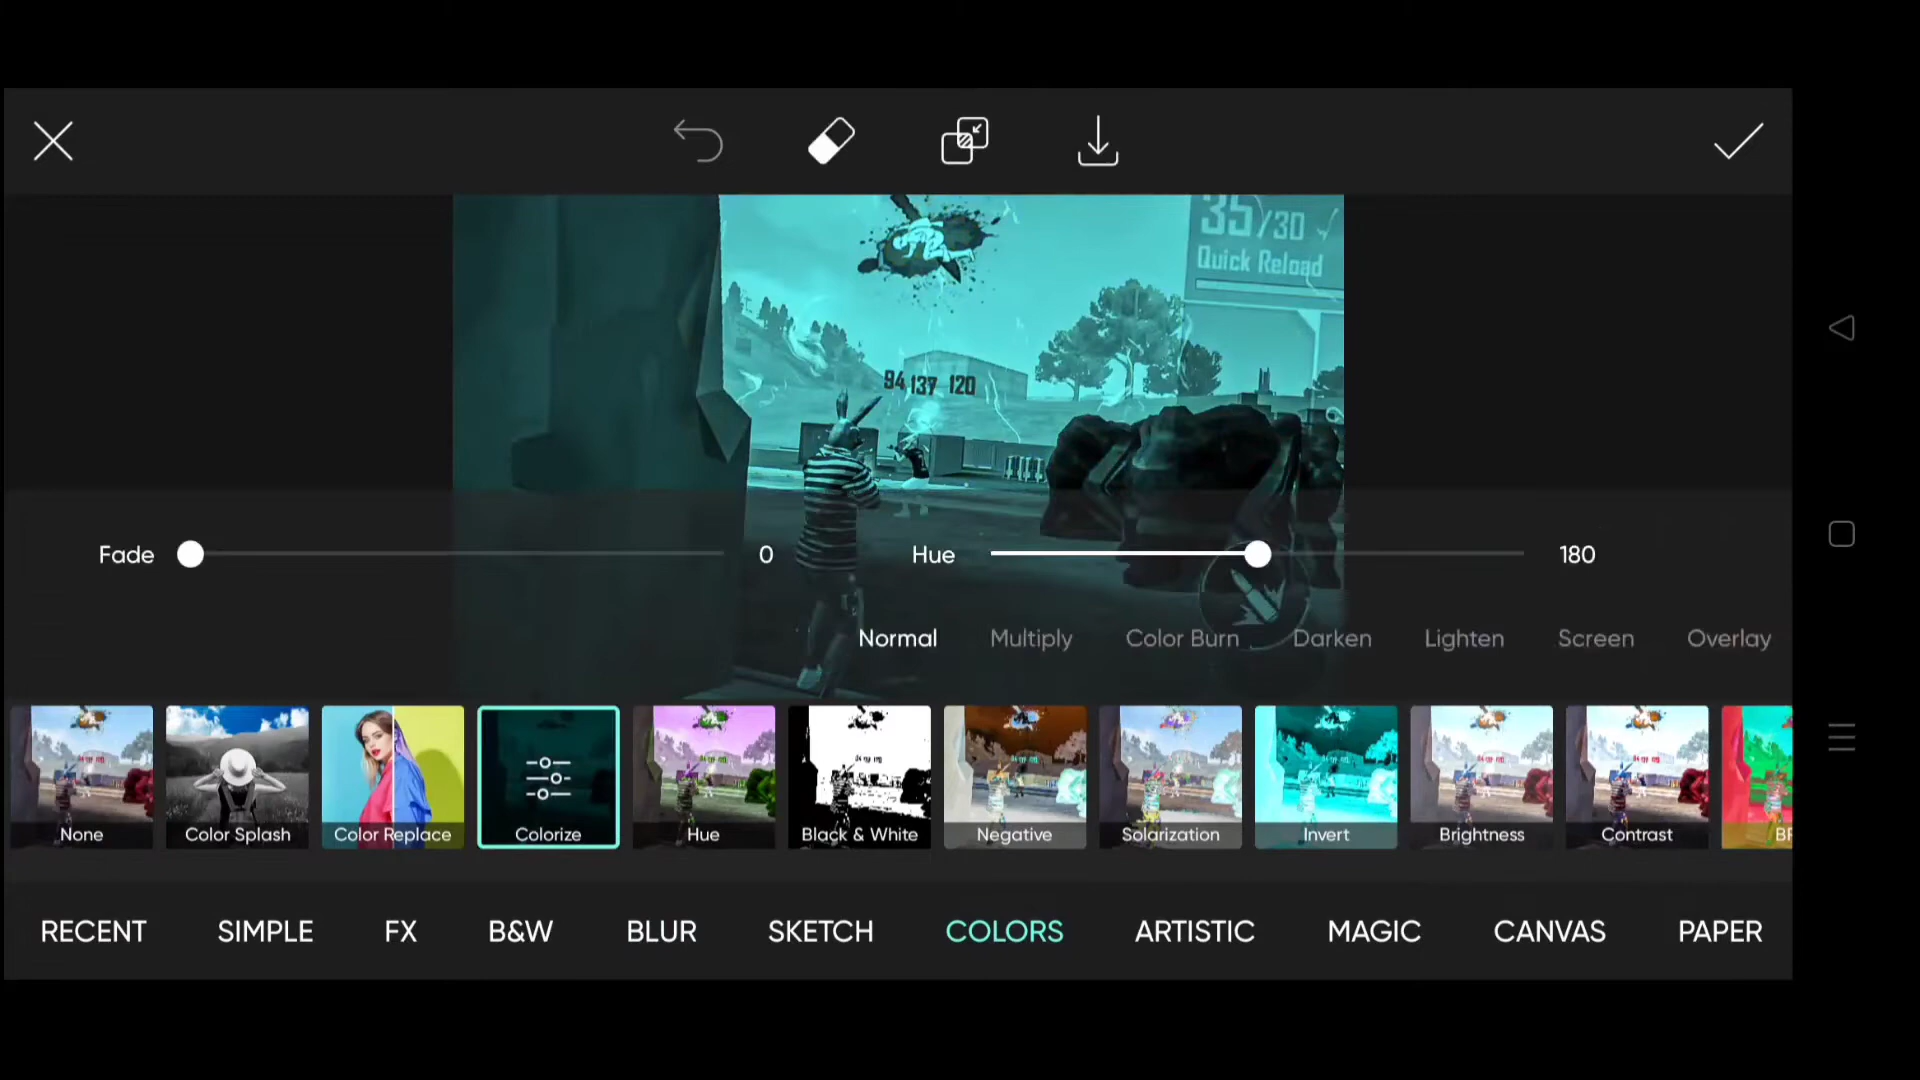 35/30
Quick Reload
94 137 120
Fade 0 Hue 180
Normal Multiply Color Burn Darken Lighten Screen Overlay
None Color Splash Color Replace Colorize Hue Black & White Negative Solarization Invert Brightness Contrast
RECENT SIMPLE FX B&W BLUR SKETCH COLORS ARTISTIC MAGIC CANVAS PAPER